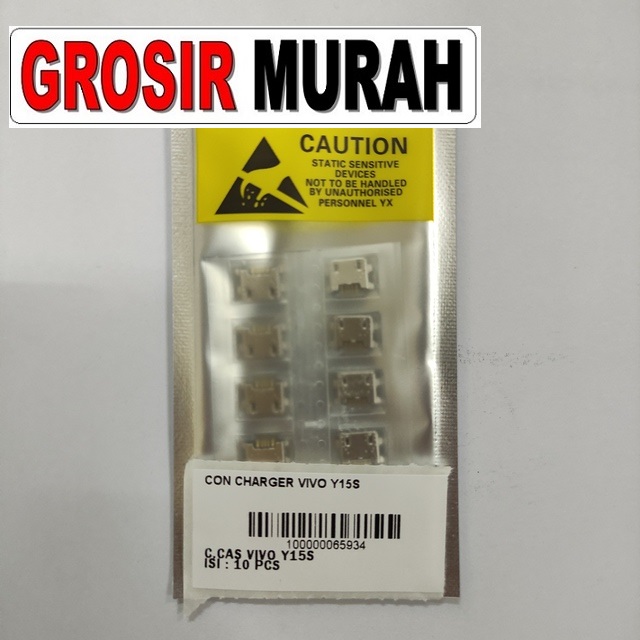 GROSIR MURAH
CAUTION
STATIC SENSITIVE
DEVICES
NOT TO BE HANDLED
BY UNAUTHORISED
PERSONNEL YX
CON CHARGER VIVO Y15S
100000065934
C.CAS VIVO Y15S
ISI : 10 PCS